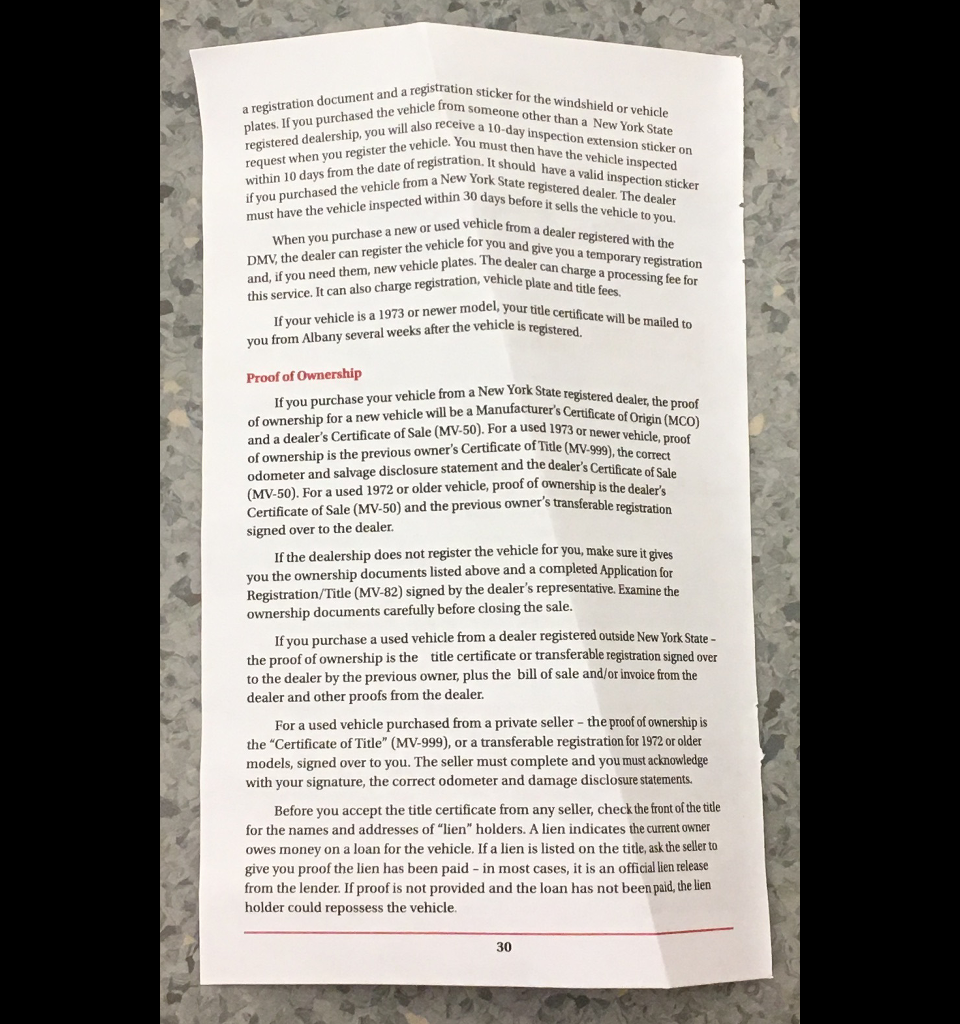 a registration document and a registration sticker for the windshield or vehicle
plates. If you purchased the vehicle from someone other than a New York State
registered dealership, you will also receive a 10-day inspection extension sticker on
request when you register the vehicle. You must then have the vehicle inspected
within 10 days from the date of registration. It should have a valid inspection sticker
if you purchased the vehicle from a New York State registered dealer. The dealer
must have the vehicle inspected within 30 days before it sells the vehicle to you.
When you purchase a new or used vehicle from a dealer registered with the
DMV, the dealer can register the vehicle for you and give you a temporary registration
and, if you need them, new vehicle plates. The dealer can charge a processing fee for
this service. It can also charge registration, vehicle plate and title fees.
If your vehicle is a 1973 or newer model, your title certificate will be mailed to
you from Albany several weeks after the vehicle is registered.
Proof of Ownership
If you purchase your vehicle from a New York State registered dealer, the proof
of ownership for a new vehicle will be a Manufacturer's Certificate of Origin (MCO)
and a dealer's Certificate of Sale (MV-50). For a used 1973 or newer vehicle, proof
of ownership is the previous owner's Certificate of Title (MV-999), the correct
odometer and salvage disclosure statement and the dealer's Certificate of Sale
(MV-50). For a used 1972 or older vehicle, proof of ownership is the dealer's
Certificate of Sale (MV-50) and the previous owner's transferable registration
signed over to the dealer.
If the dealership does not register the vehicle for you, make sure it gives
you the ownership documents listed above and a completed Application for
Registration/Title (MV-82) signed by the dealer's representative. Examine the
ownership documents carefully before closing the sale.
If you purchase a used vehicle from a dealer registered outside New York State –
the proof of ownership is the title certificate or transferable registration signed over
to the dealer by the previous owner, plus the bill of sale and/or invoice from the
dealer and other proofs from the dealer.
For a used vehicle purchased from a private seller – the proof of ownership is
the "Certificate of Title" (MV-999), or a transferable registration for 1972 or older
models, signed over to you. The seller must complete and you must acknowledge
with your signature, the correct odometer and damage disclosure statements.
Before you accept the title certificate from any seller, check the front of the title
for the names and addresses of "lien" holders. A lien indicates the current owner
owes money on a loan for the vehicle. If a lien is listed on the title, ask the seller to
give you proof the lien has been paid – in most cases, it is an official lien release
from the lender. If proof is not provided and the loan has not been paid, the lien
holder could repossess the vehicle.
30